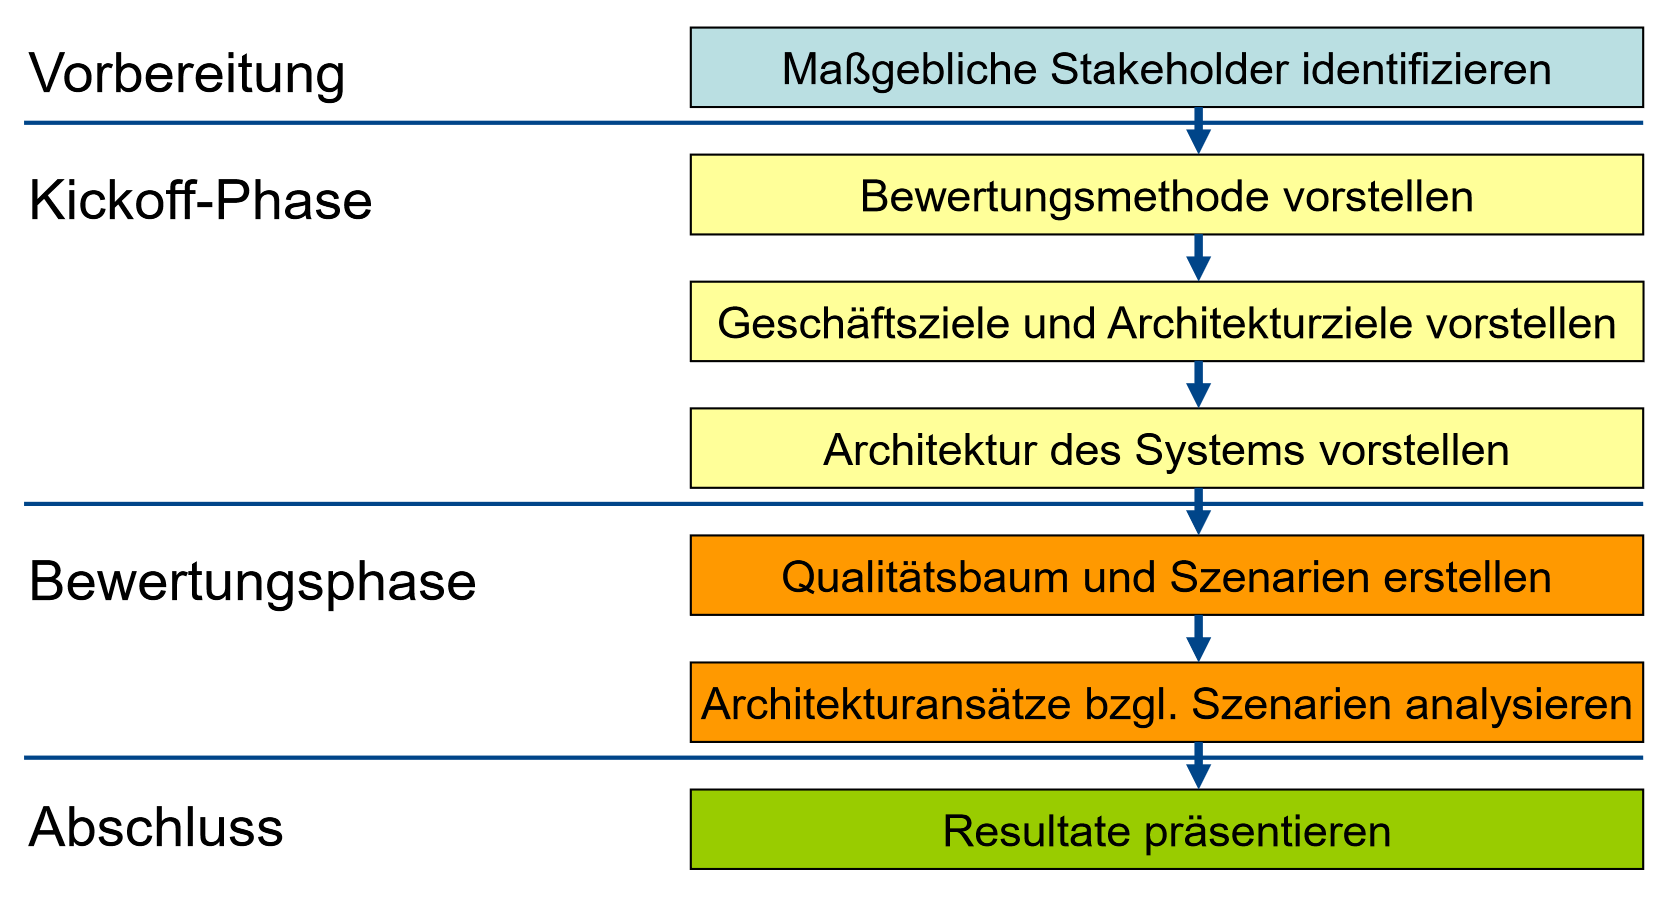 Vorbereitung
Maßgebliche Stakeholder identifizieren
Kickoff-Phase
Bewertungsmethode vorstellen
Geschäftsziele und Architekturziele vorstellen
Architektur des Systems vorstellen
Bewertungsphase
Qualitätsbaum und Szenarien erstellen
Architekturansätze bzgl. Szenarien analysieren
Abschluss
Resultate präsentieren